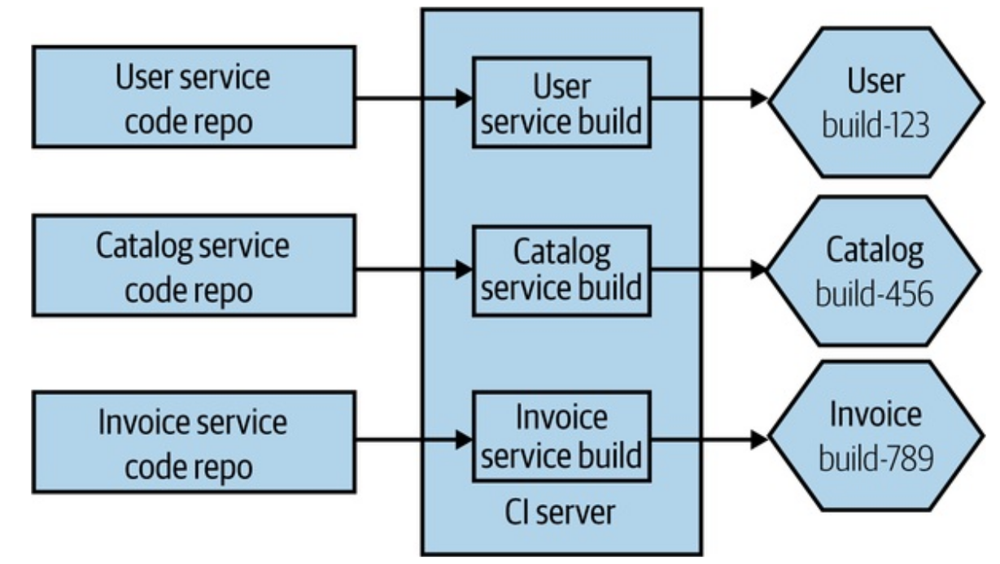 User service
code repo
User
service build
User
build-123
Catalog service
code repo
Catalog
service build
Catalog
build-456
Invoice service
code repo
Invoice
service build
Invoice
build-789
CI server